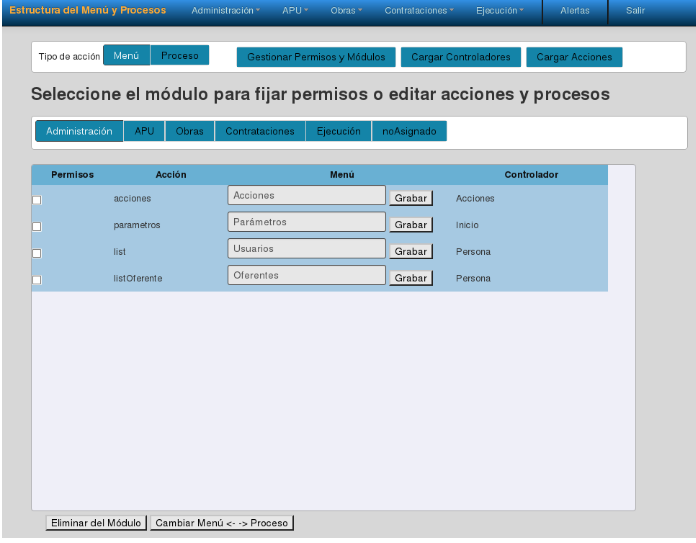 Estructura del Menú y Procesos Administración APU Obras Contrataciones Ejecución Alertas Salir
Tipo de acción Menú Proceso Gestionar Permisos y Módulos Cargar Controladores Cargar Acciones
Seleccione el módulo para fijar permisos o editar acciones y procesos
Administración APU Obras Contrataciones Ejecución noAsignado
Permisos Acción Menú Controlador
acciones Acciones Grabar Acciones
parametros Parámetros Grabar Inicio
list Usuarios Grabar Persona
listOferente Oferentes Grabar Persona
Eliminar del Módulo Cambiar Menú <- -> Proceso